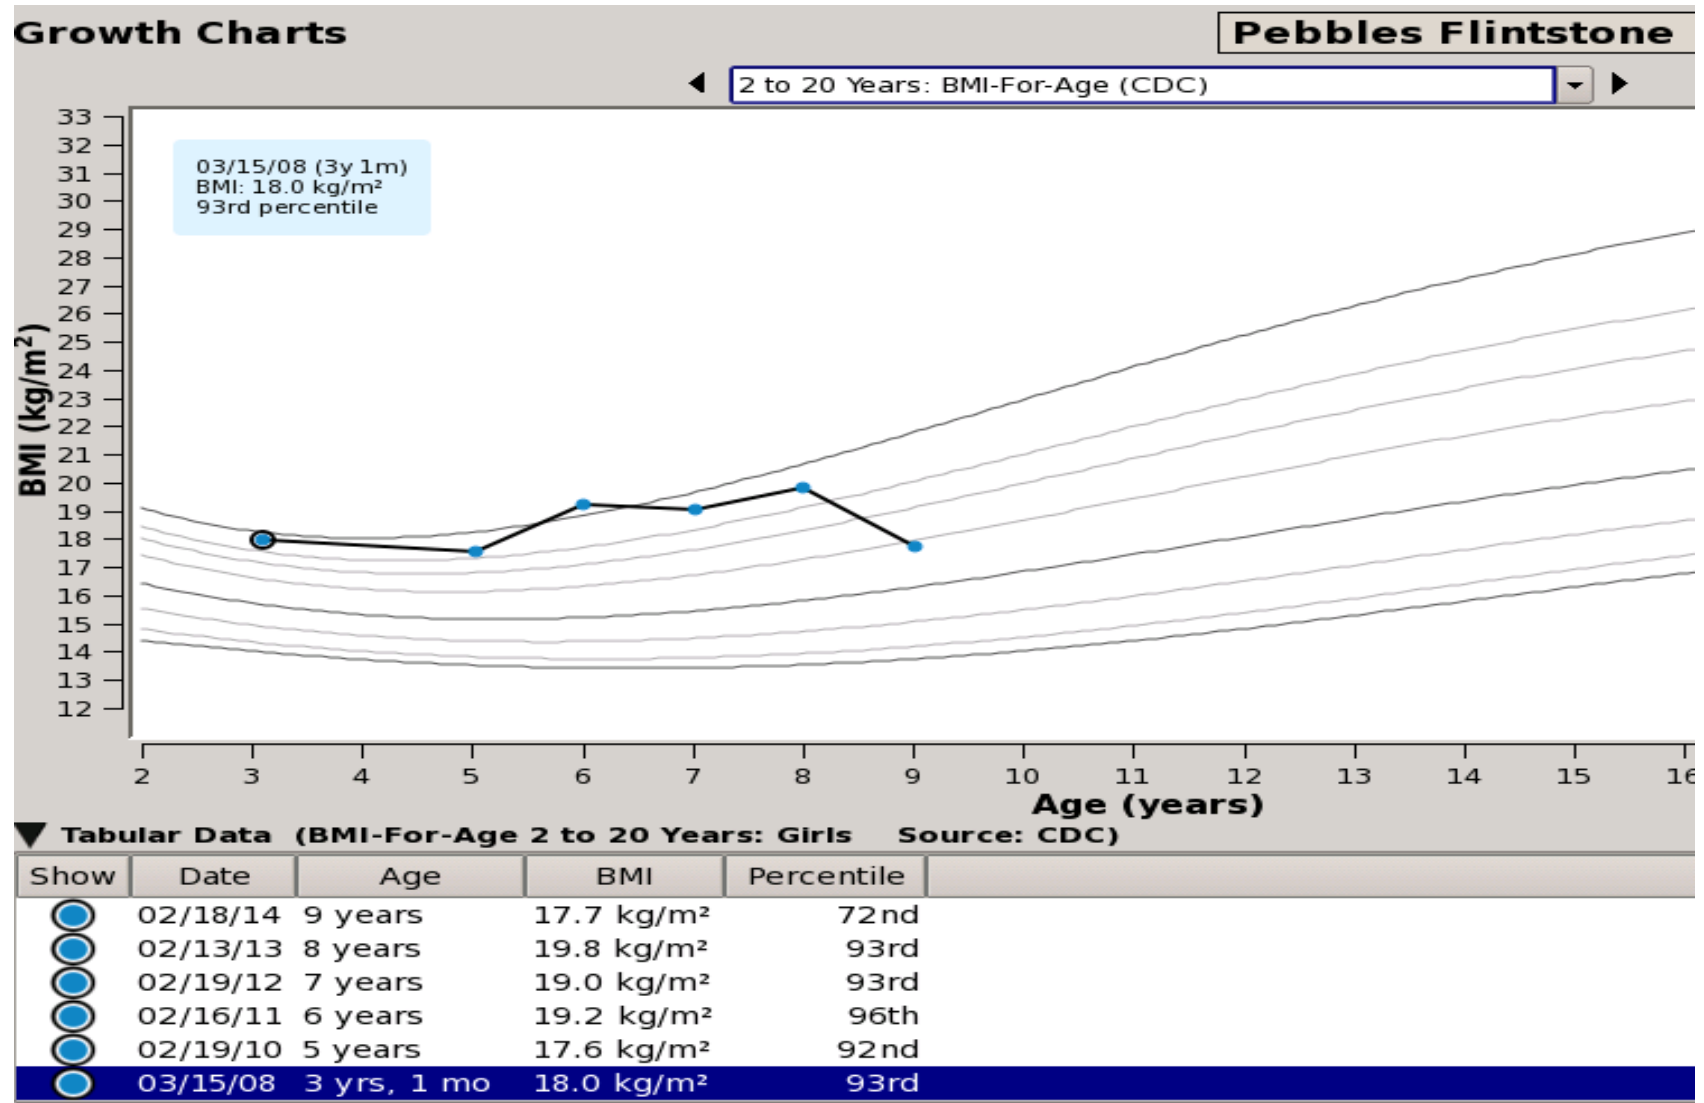 Growth Charts
Pebbles Flintstone
2 to 20 Years: BMI-For-Age (CDC)
03/15/08 (3y 1m)
BMI: 18.0 kg/m²
93rd percentile
33
32
31
30
29
28
27
26
25
24
23
22
21
20
19
18
17
16
15
14
13
12
BMI (kg/m²)
2 3 4 5 6 7 8 9 10 11 12 13 14 15 16
Age (years)
Tabular Data (BMI-For-Age 2 to 20 Years: Girls Source: CDC)
Show Date Age BMI Percentile
02/18/14 9 years 17.7 kg/m² 72nd
02/13/13 8 years 19.8 kg/m² 93rd
02/19/12 7 years 19.0 kg/m² 93rd
02/16/11 6 years 19.2 kg/m² 96th
02/19/10 5 years 17.6 kg/m² 92nd
03/15/08 3 yrs, 1 mo 18.0 kg/m² 93rd